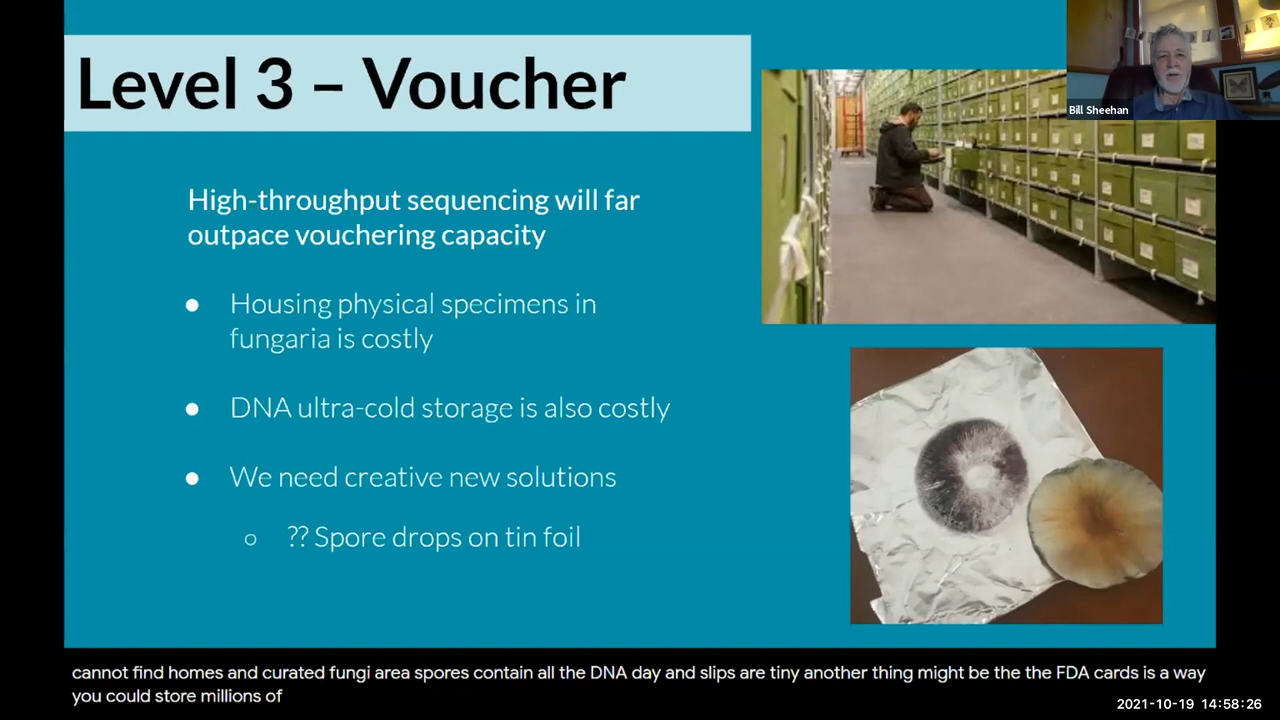 Level 3 – Voucher
Bill Sheehan
High-throughput sequencing will far
outpace vouchering capacity
● Housing physical specimens in
fungaria is costly
● DNA ultra-cold storage is also costly
● We need creative new solutions
○ ?? Spore drops on tin foil
cannot find homes and curated fungi area spores contain all the DNA day and slips are tiny another thing might be the the FDA cards is a way
you could store millions of
2021-10-19 14:58:26